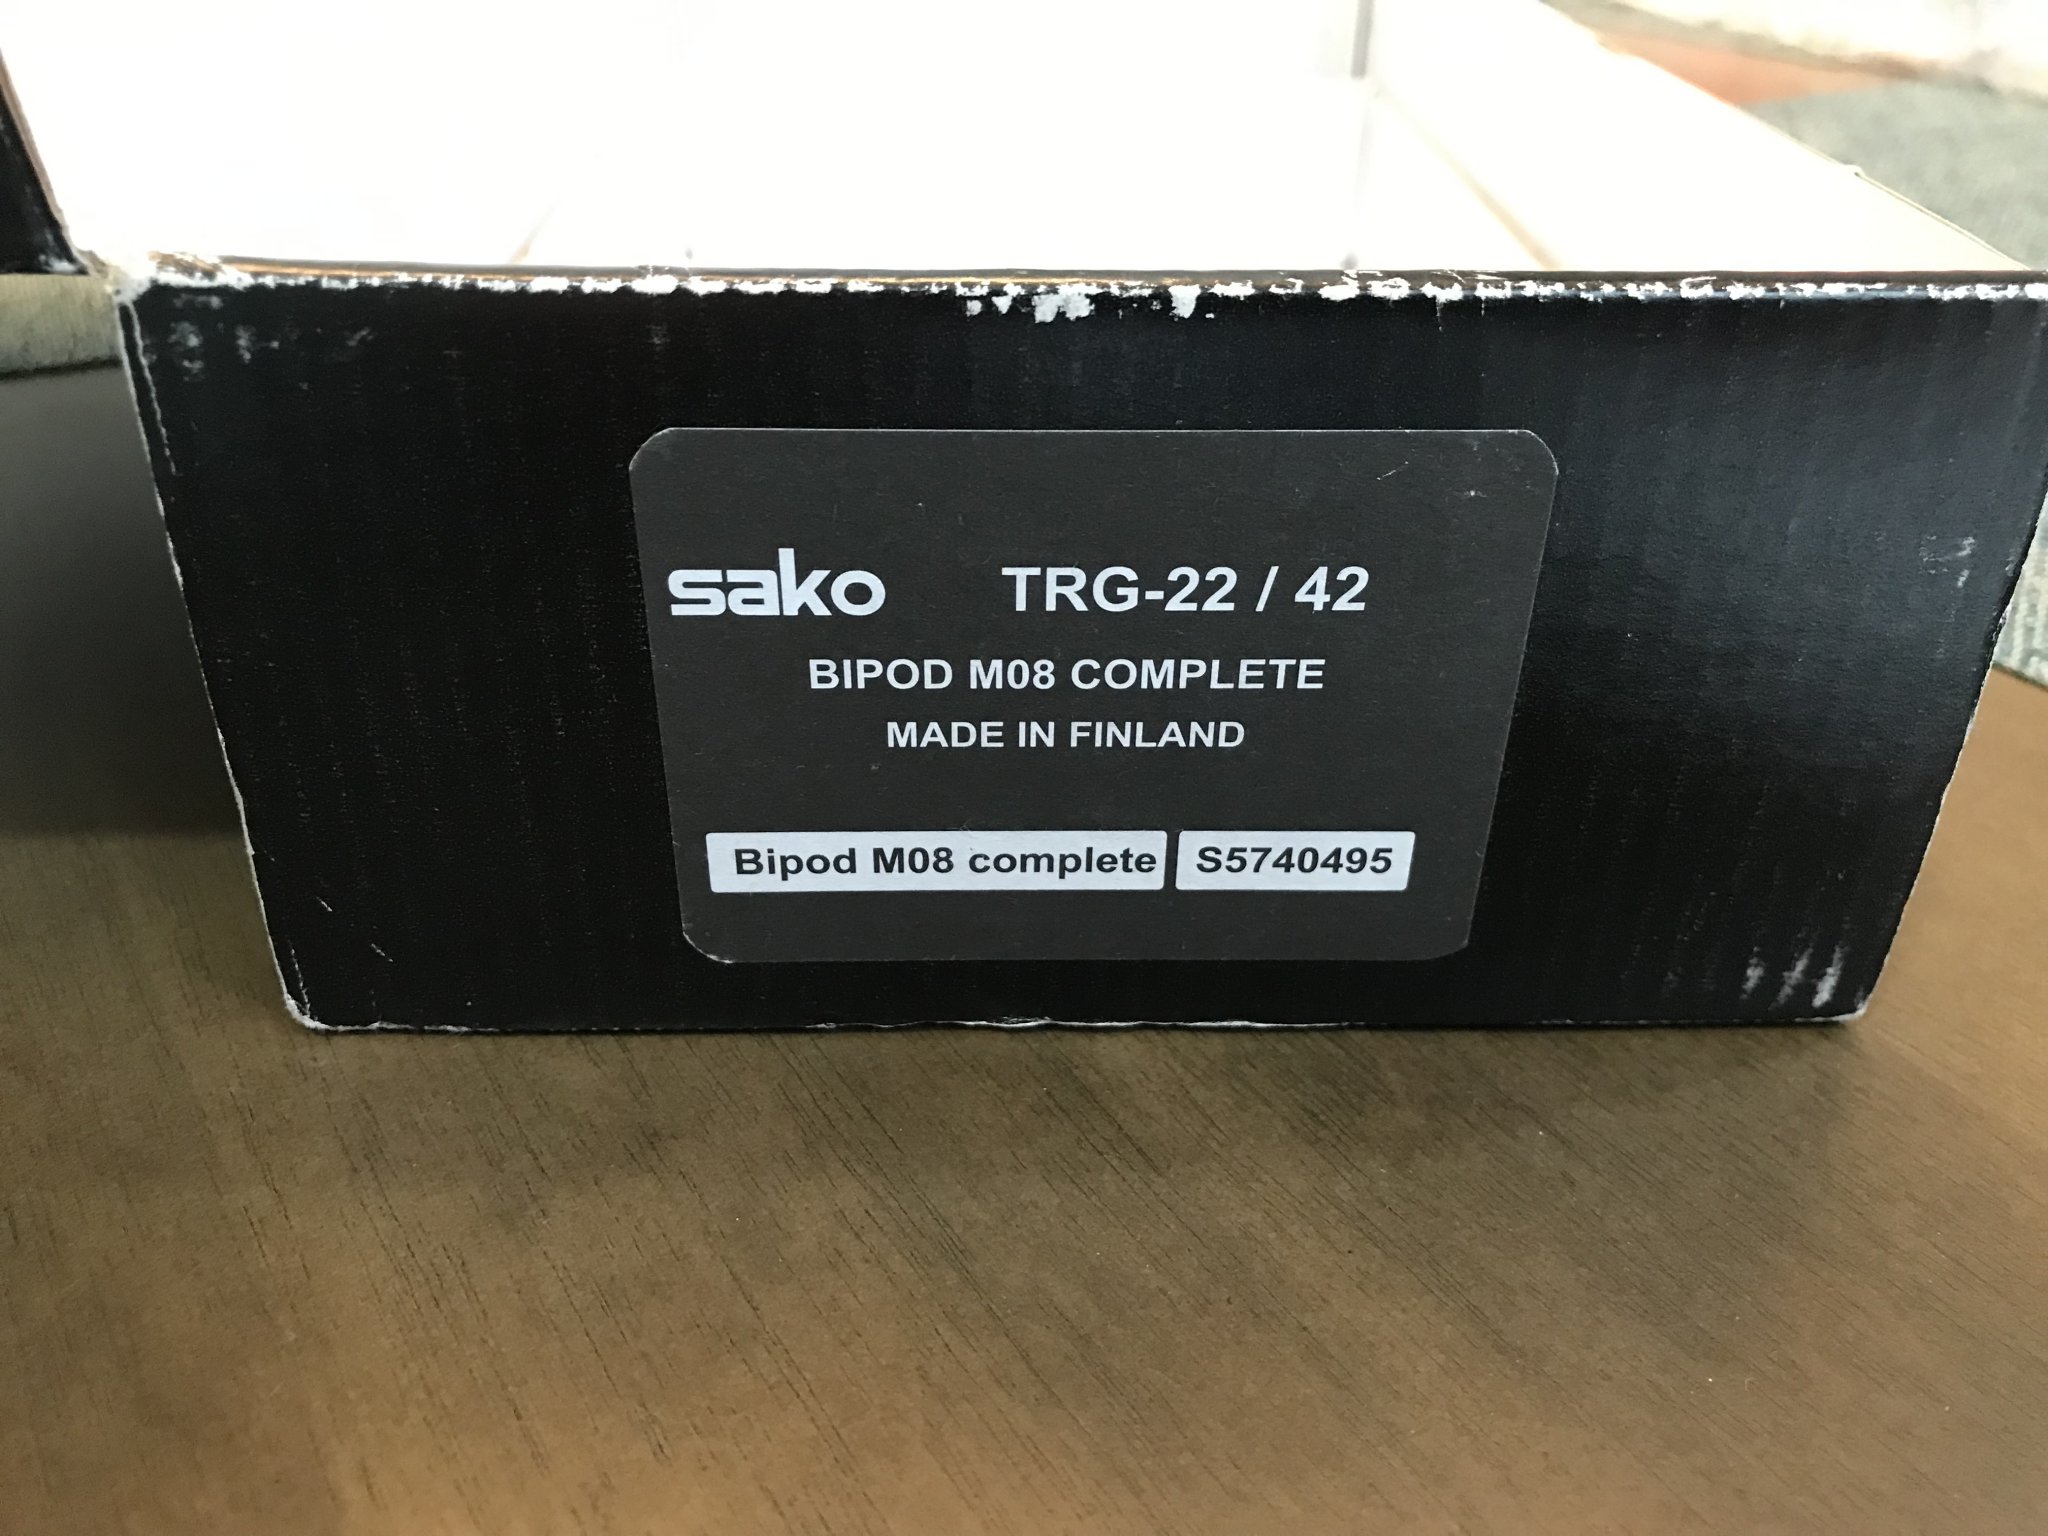 sako TRG-22 / 42
BIPOD M08 COMPLETE
MADE IN FINLAND
Bipod M08 complete S5740495